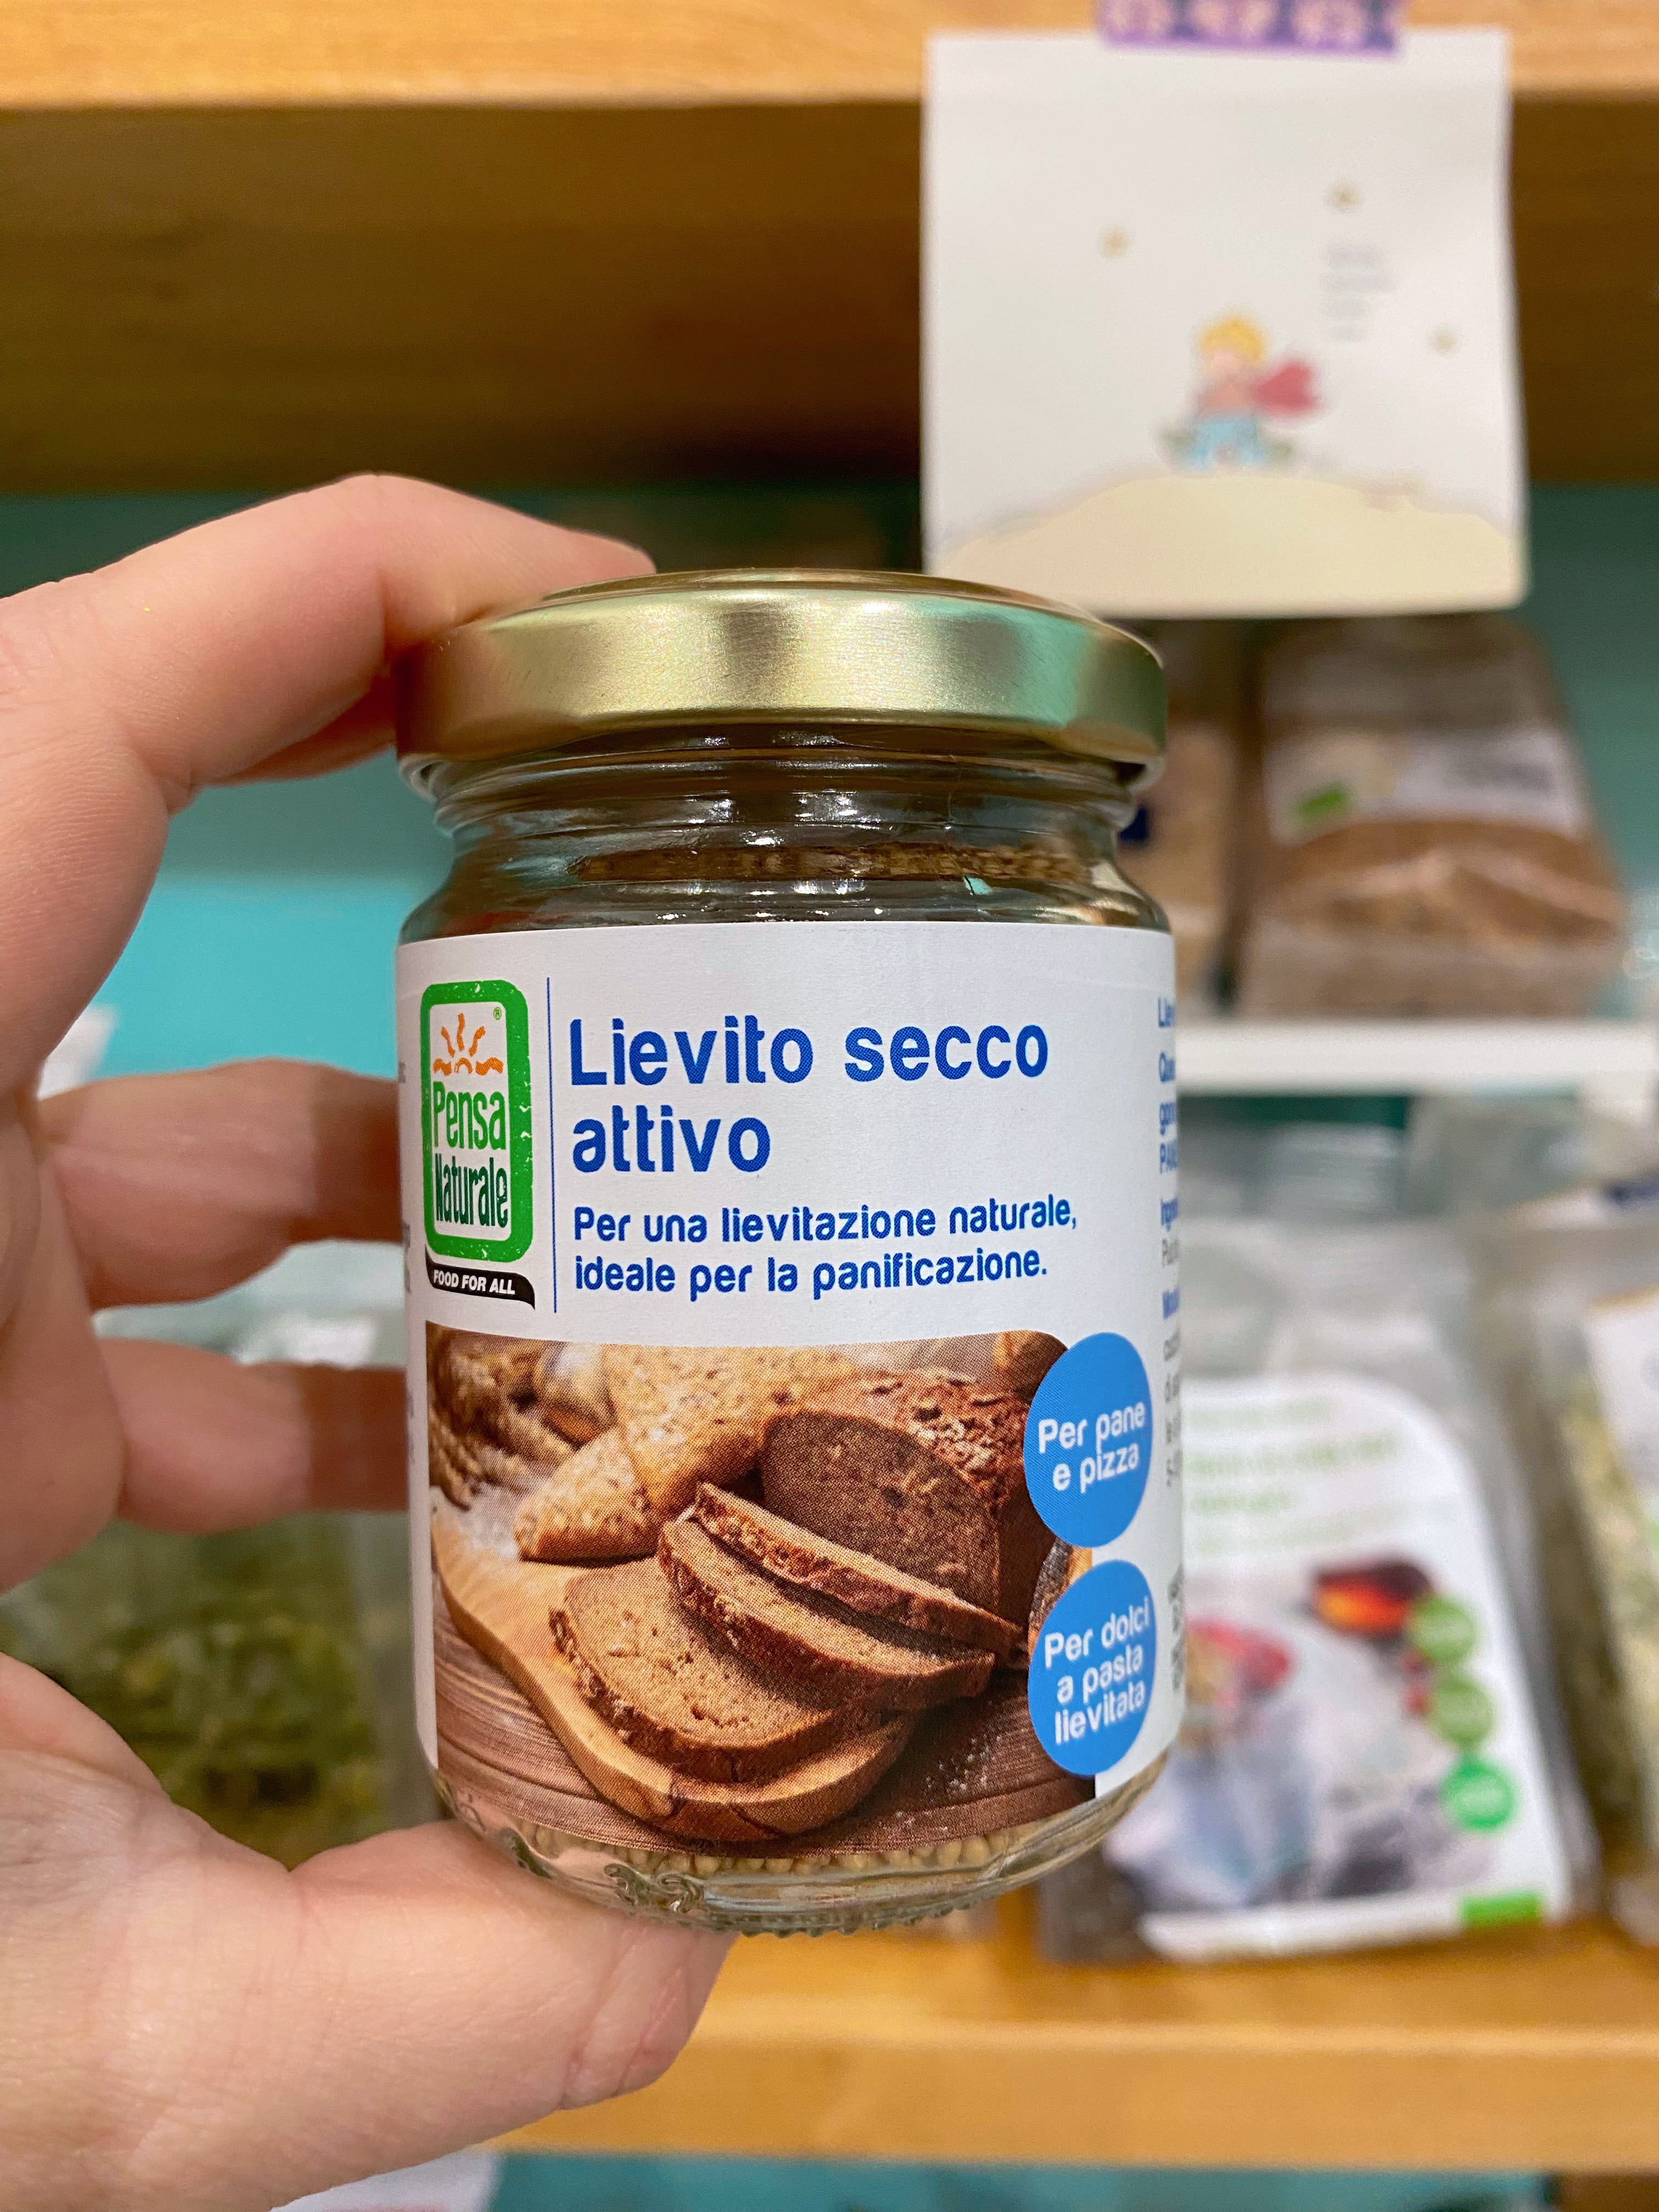 Pensa
Naturale
®
FOOD FOR ALL
Lievito secco
attivo
Per una lievitazione naturale,
ideale per la panificazione.
Per pane
e pizza
Per dolci
a pasta
lievitata